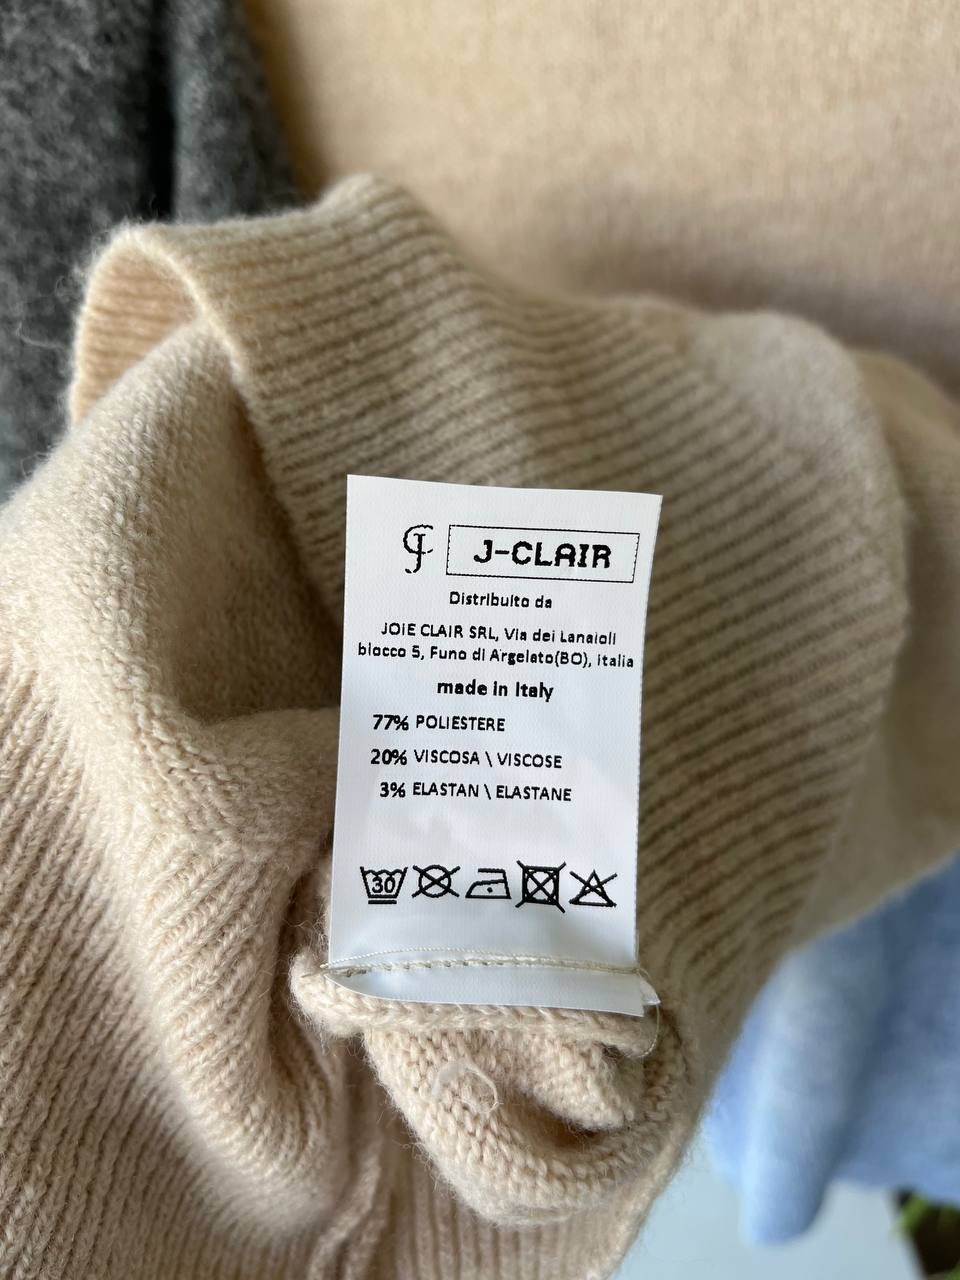 J-CLAIR
Distribuito da
JOIE CLAIR SRL, Via dei Lanaioli
blocco 5, Funo di Argelato(BO), Italia
made in Italy
77% POLIESTERE
20% VISCOSA \ VISCOSE
3% ELASTAN \ ELASTANE
30